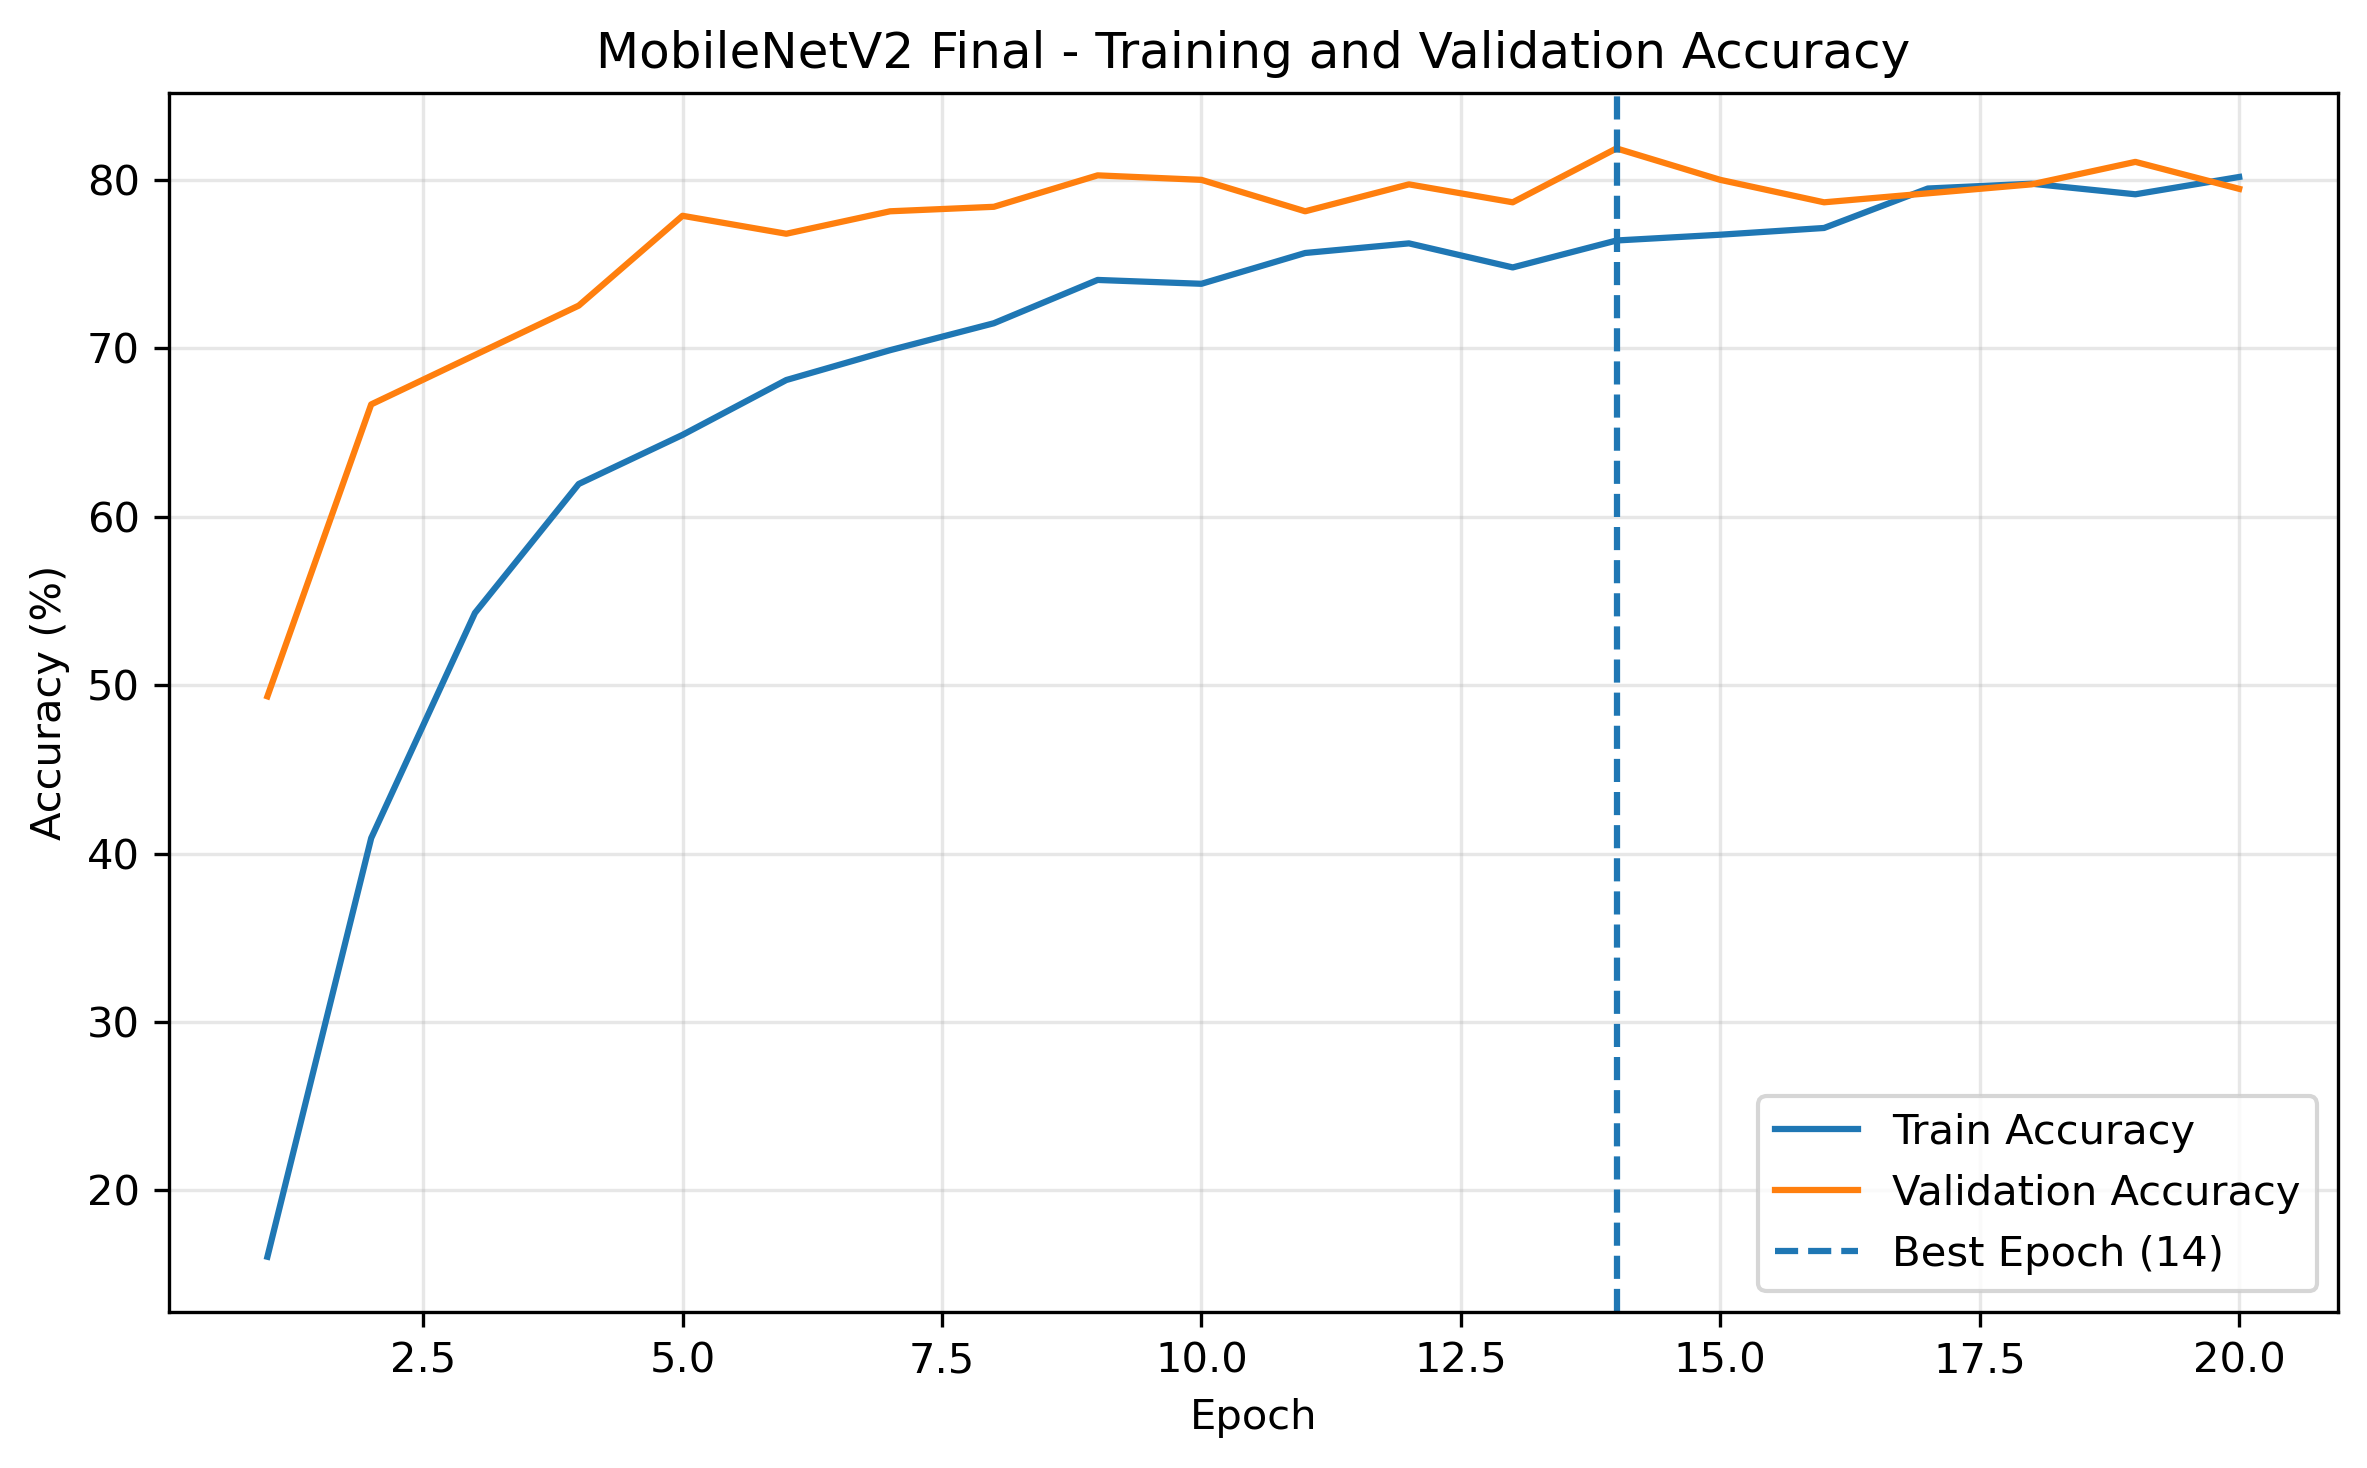 MobileNetV2 Final - Training and Validation Accuracy
Accuracy (%)
80
70
60
50
40
30
20
2.5 5.0 7.5 10.0 12.5 15.0 17.5 20.0
Epoch
Train Accuracy
Validation Accuracy
Best Epoch (14)